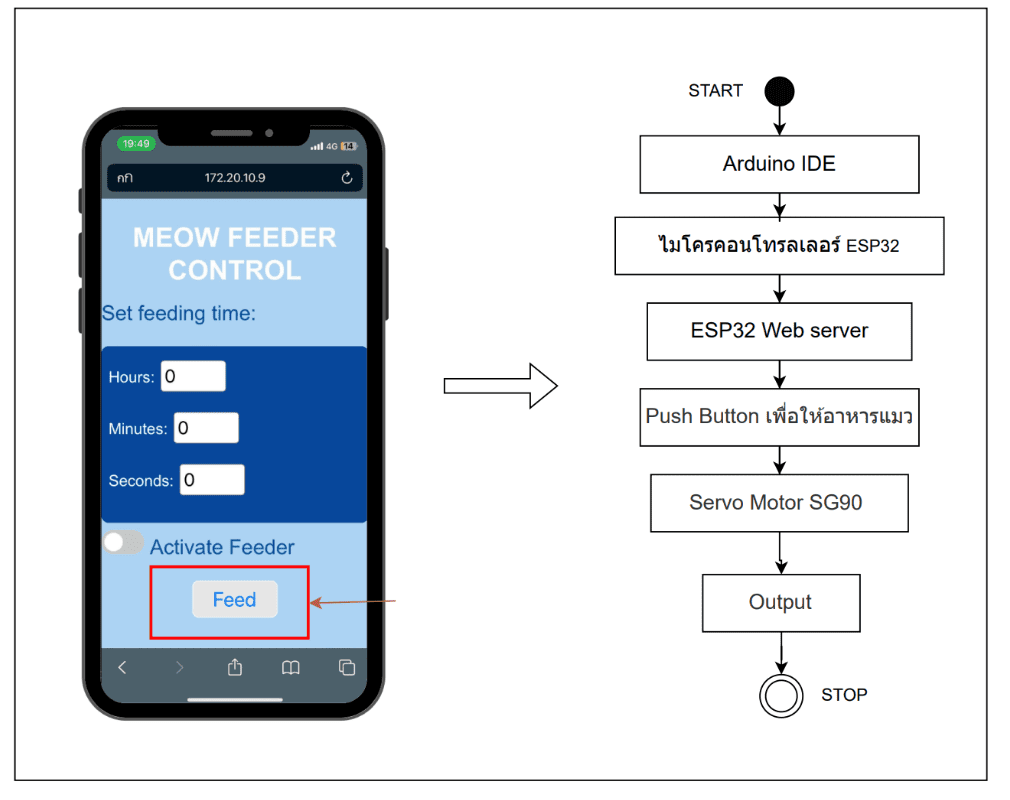 19:49
4G 14
กก 172.20.10.9
MEOW FEEDER
CONTROL
Set feeding time:
Hours: 0
Minutes: 0
Seconds: 0
Activate Feeder
Feed
START
Arduino IDE
ไมโครคอนโทรลเลอร์ ESP32
ESP32 Web server
Push Button เพื่อให้อาหารแมว
Servo Motor SG90
Output
STOP